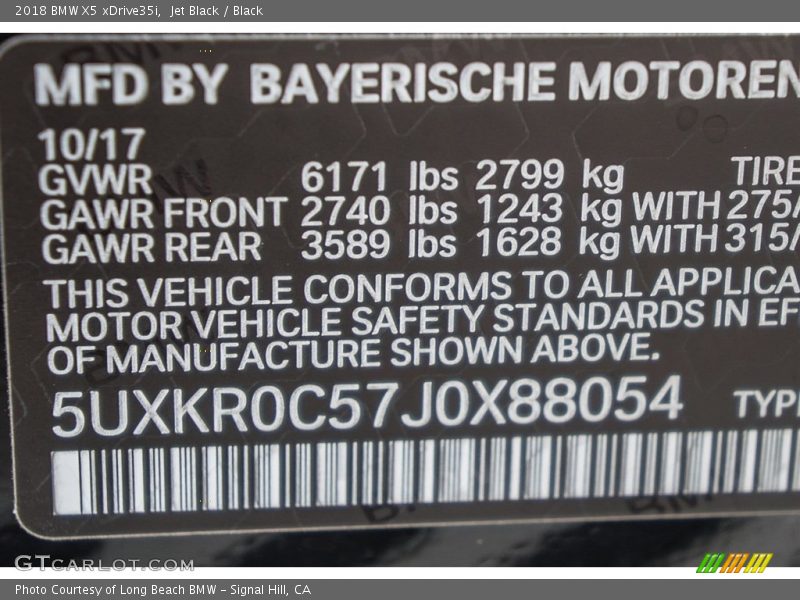 2018 BMW X5 xDrive35i, Jet Black / Black
MFD BY BAYERISCHE MOTOREN
10/17
GVWR 6171 lbs 2799 kg TIRE
GAWR FRONT 2740 lbs 1243 kg WITH 275/
GAWR REAR 3589 lbs 1628 kg WITH 315/
THIS VEHICLE CONFORMS TO ALL APPLICA
MOTOR VEHICLE SAFETY STANDARDS IN EF
OF MANUFACTURE SHOWN ABOVE.
5UXKR0C57J0X88054 TYP
GTCARLOT.COM
Photo Courtesy of Long Beach BMW – Signal Hill, CA